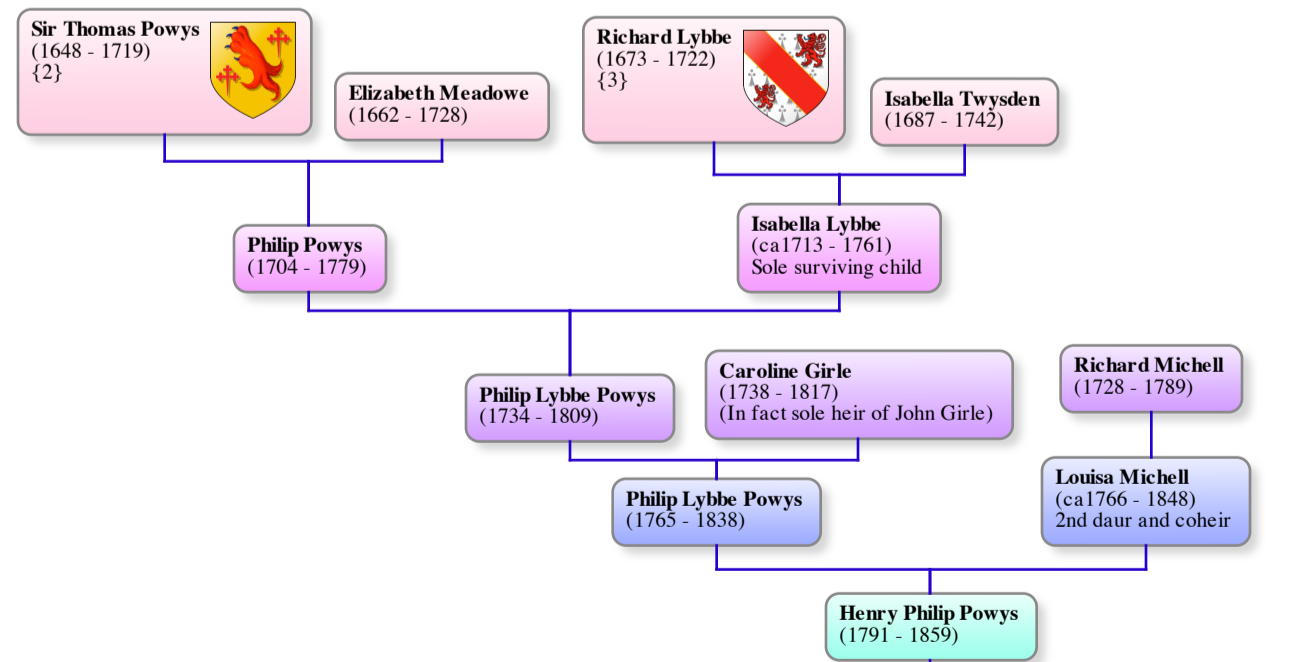 Sir Thomas Powys
(1648 - 1719)
{2}
Elizabeth Meadowe
(1662 - 1728)
Richard Lybbe
(1673 - 1722)
{3}
Isabella Twysden
(1687 - 1742)
Philip Powys
(1704 - 1779)
Isabella Lybbe
(ca1713 - 1761)
Sole surviving child
Philip Lybbe Powys
(1734 - 1809)
Caroline Girle
(1738 - 1817)
(In fact sole heir of John Girle)
Richard Michell
(1728 - 1789)
Philip Lybbe Powys
(1765 - 1838)
Louisa Michell
(ca1766 - 1848)
2nd daur and coheir
Henry Philip Powys
(1791 - 1859)